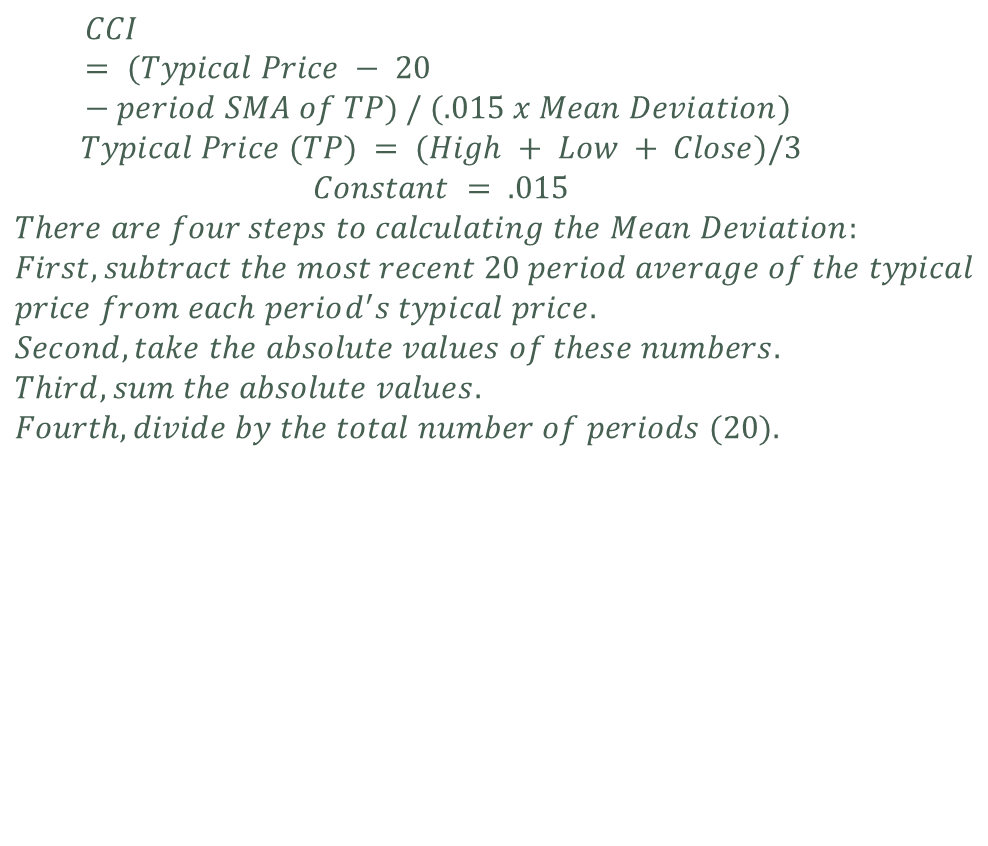 CCI
= (Typical Price − 20
− period SMA of TP) / (.015 x Mean Deviation)
Typical Price (TP) = (High + Low + Close)/3
Constant = .015
There are four steps to calculating the Mean Deviation:
First, subtract the most recent 20 period average of the typical
price from each period′s typical price.
Second, take the absolute values of these numbers.
Third, sum the absolute values.
Fourth, divide by the total number of periods (20).